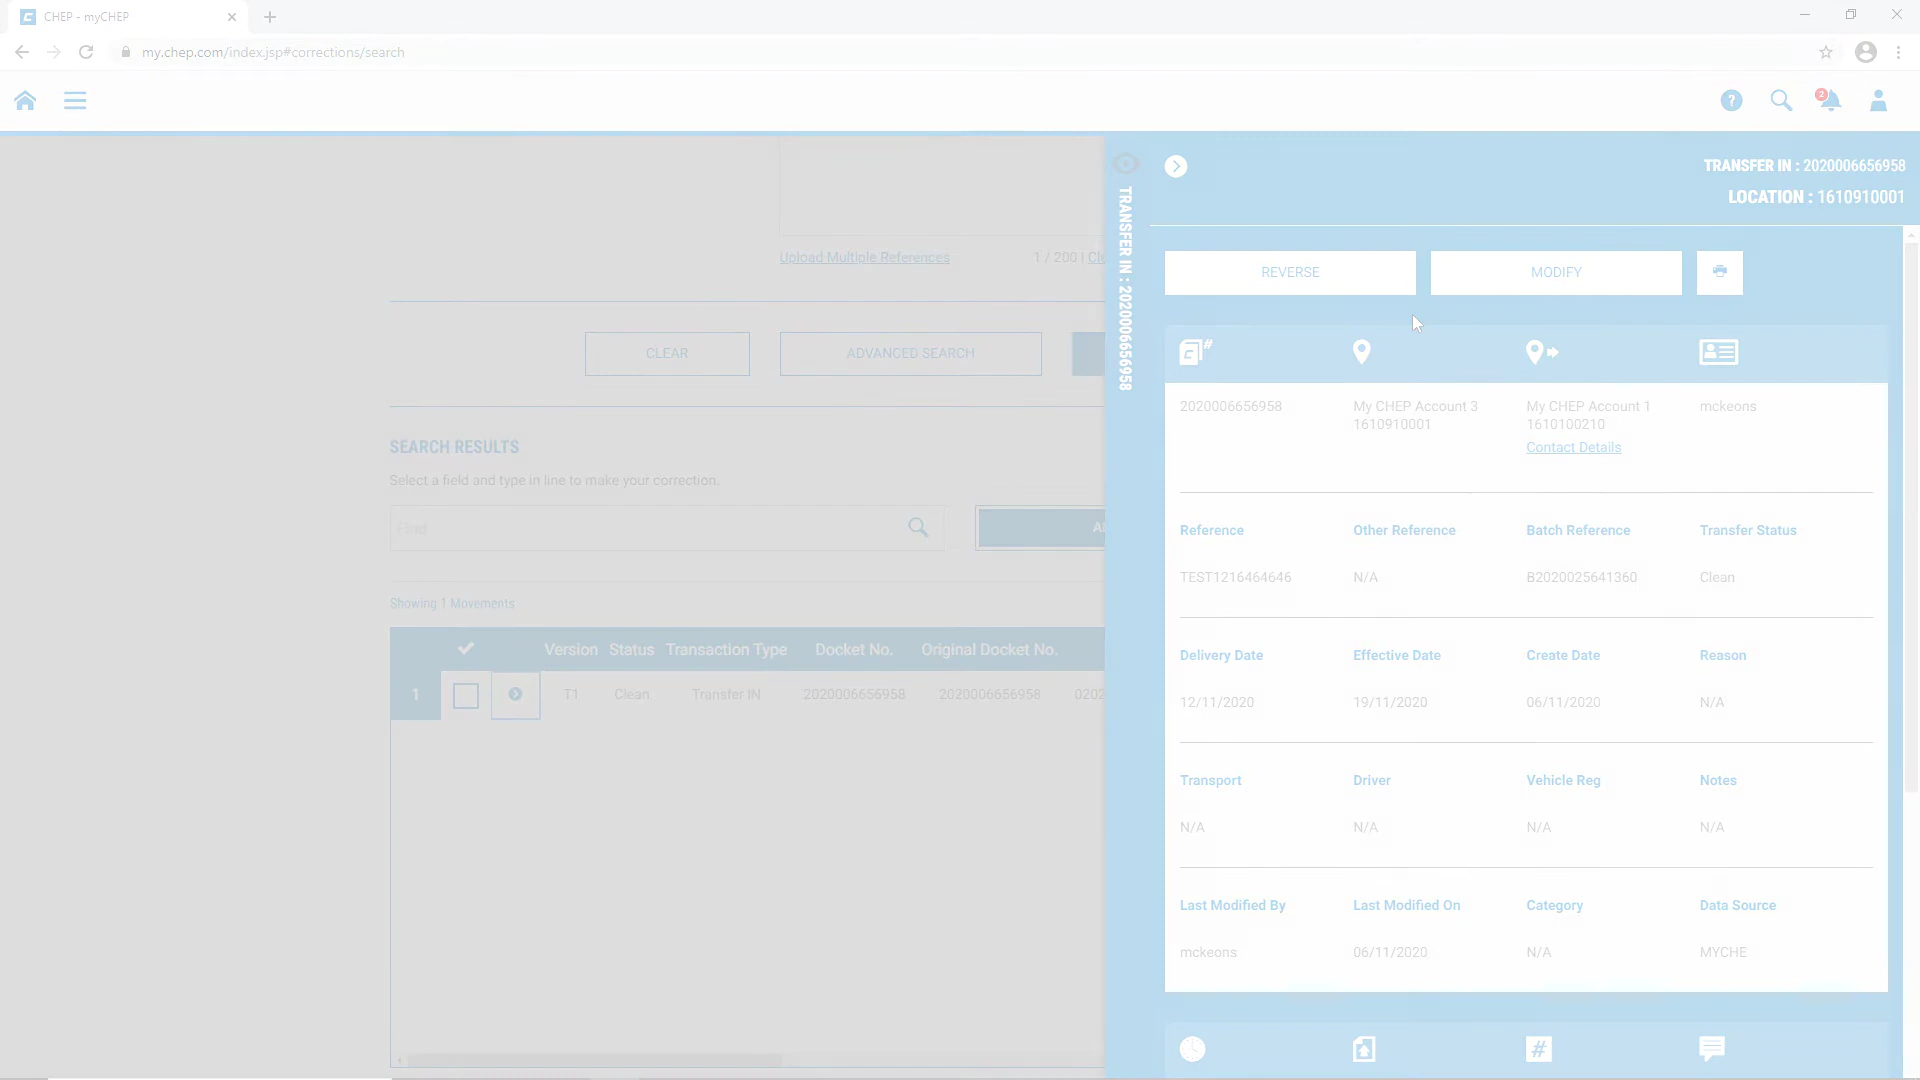 CHEP - myCHEP
my.chep.com/index.jsp#corrections/search
?
2
TRANSFER IN : 2020006656958
LOCATION : 1610910001
TRANSFER IN : 2020006656958
REVERSE
MODIFY
Upload Multiple References
1 / 200 |
CLEAR
ADVANCED SEARCH
SEARCH RESULTS
Select a field and type in line to make your correction.
Find
Showing 1 Movements
Version Status Transaction Type Docket No. Original Docket No.
1 T1 Clean Transfer IN 2020006656958 2020006656958
2020006656958
My CHEP Account 3
1610910001
My CHEP Account 1
1610100210
Contact Details
mckeons
Reference Other Reference Batch Reference Transfer Status
TEST1216464646 N/A B2020025641360 Clean
Delivery Date Effective Date Create Date Reason
12/11/2020 19/11/2020 06/11/2020 N/A
Transport Driver Vehicle Reg Notes
N/A N/A N/A N/A
Last Modified By Last Modified On Category Data Source
mckeons 06/11/2020 N/A MYCHE
#